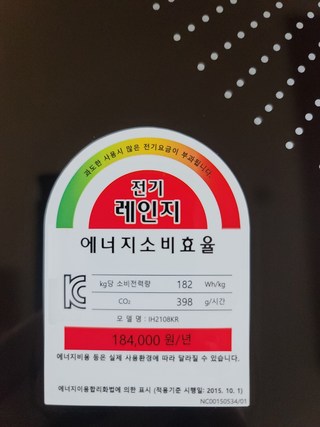 과도한 사용시 많은 전기요금이 부과됩니다
전기
레인지
에너지소비효율
kg당 소비전력량 182 Wh/kg
CO₂ 398 g/시간
모 델 명 : IH2108KR
184,000 원/년
에너지비용 등은 실제 사용환경에 따라 달라질 수 있습니다.
에너지이용합리화법에 의한 표시 (적용기준 시행일: 2015. 10. 1)
NC00150534/01